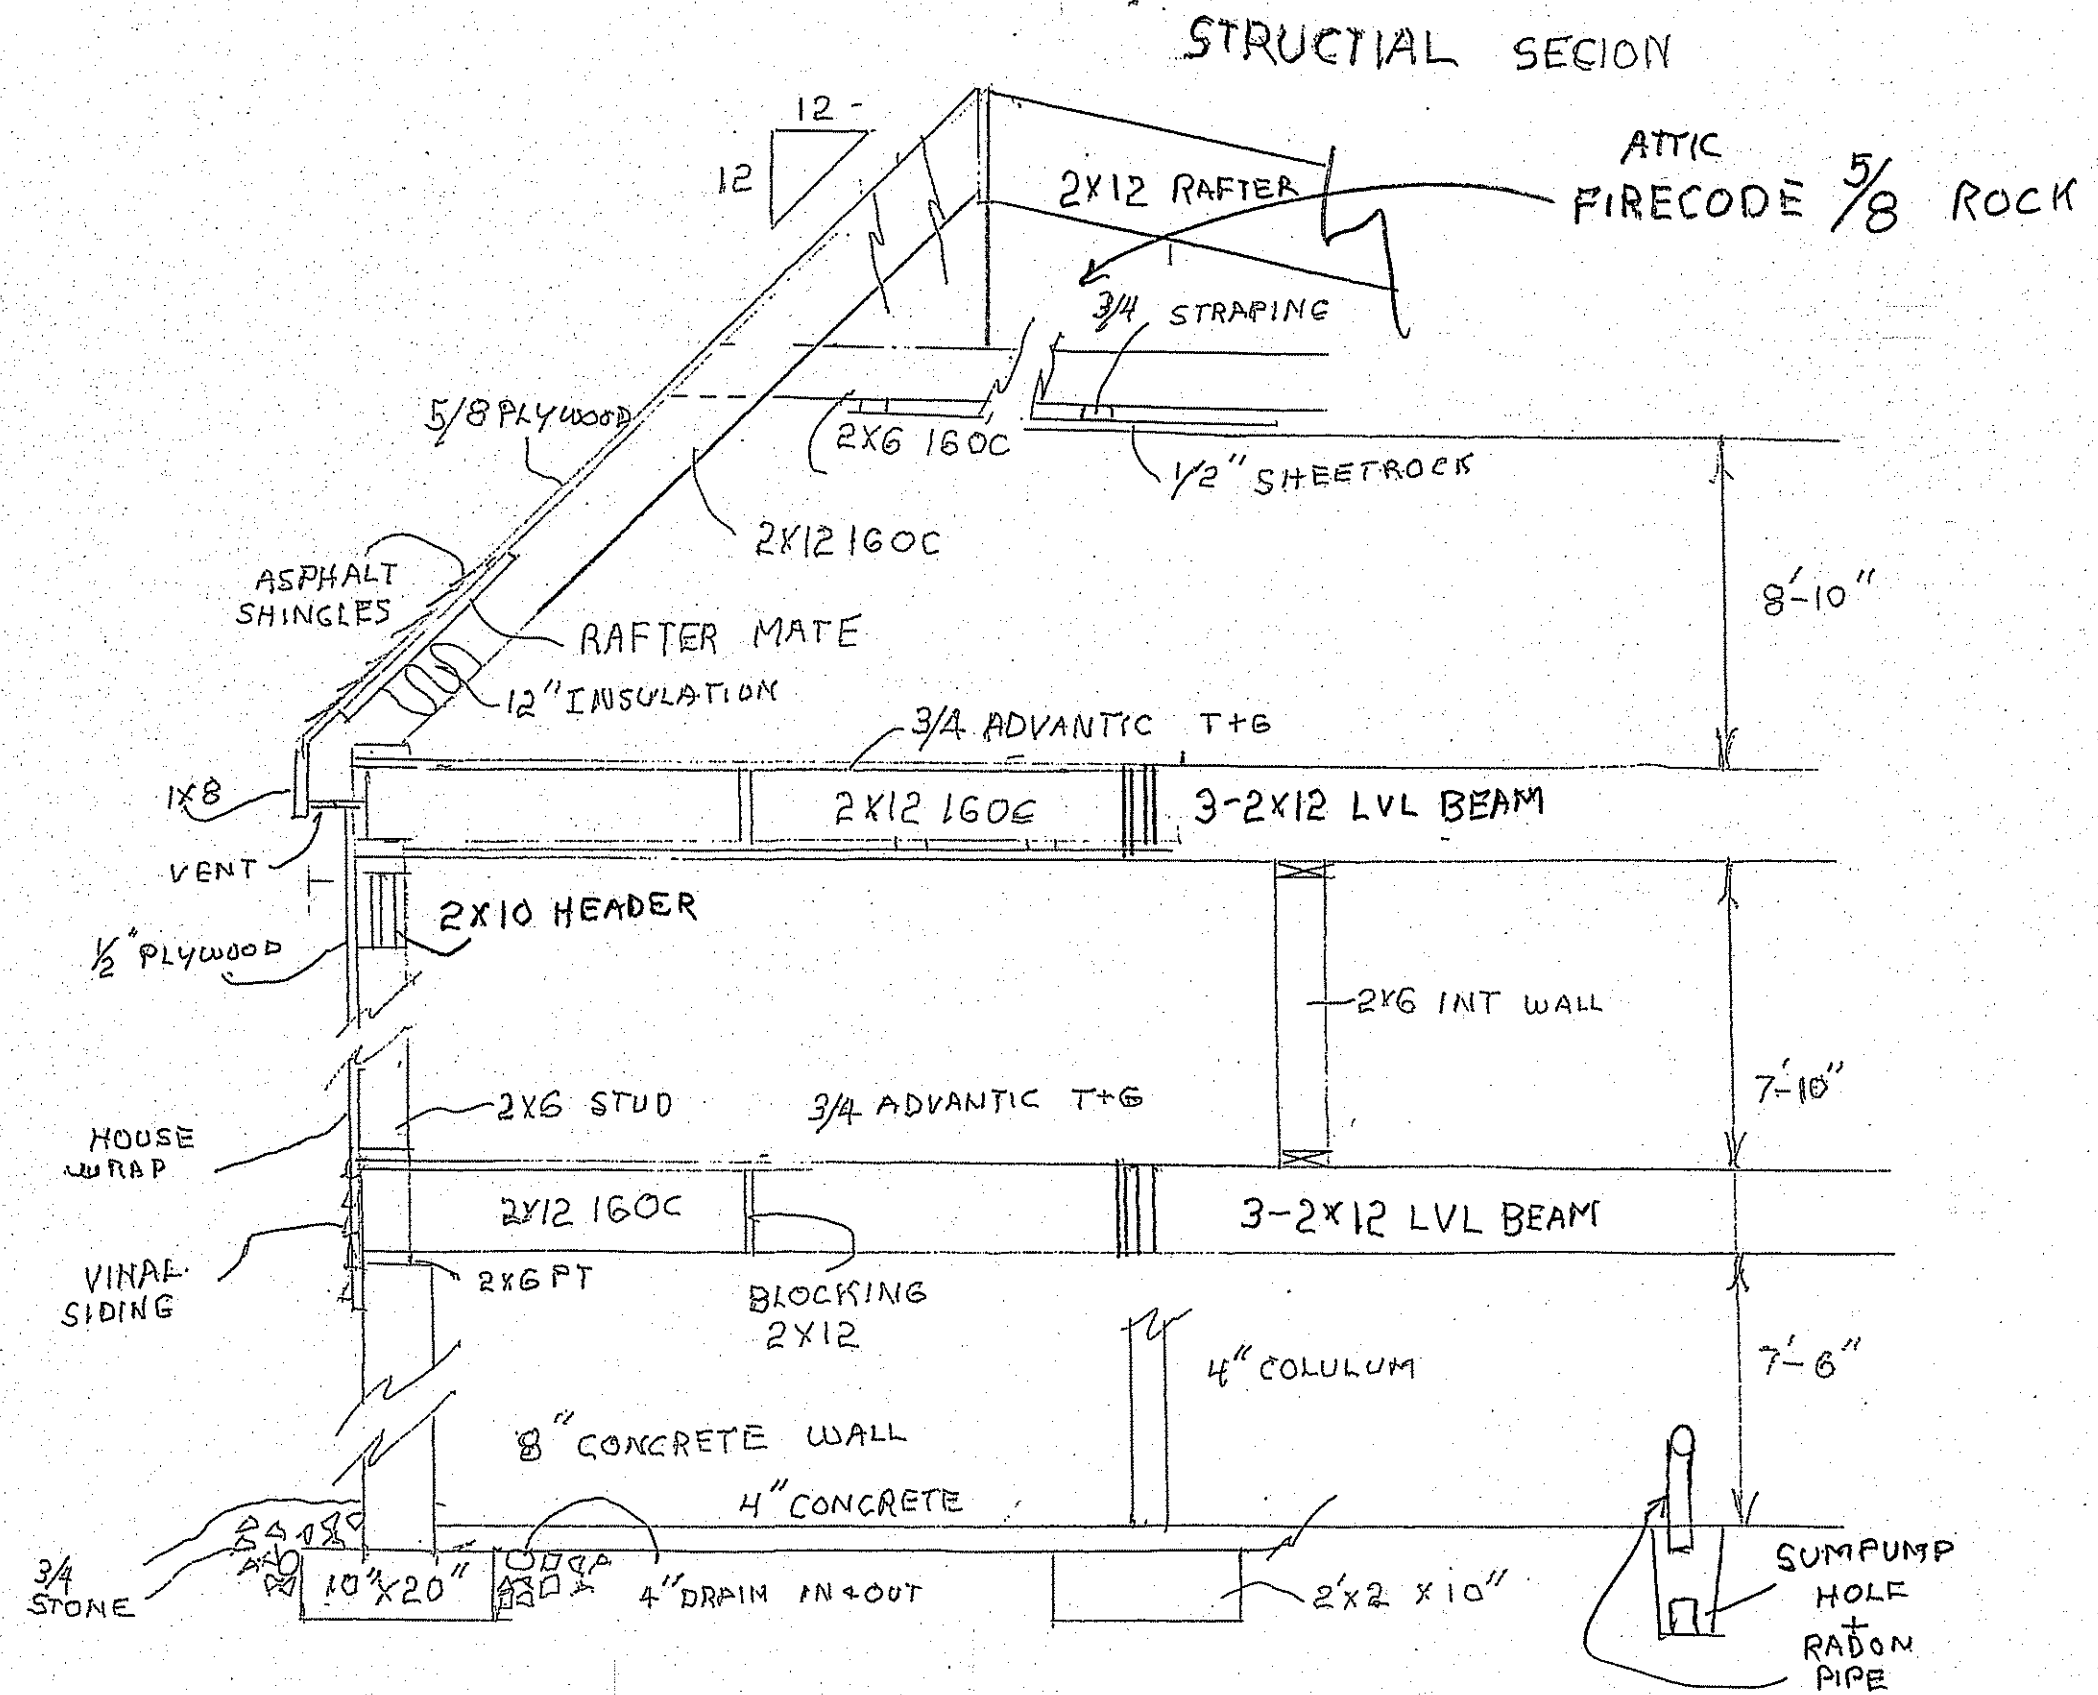 STRUCTIAL SECION
12
12
2X12 RAFTER
ATTIC
FIRECODE 5/8 ROCK
3/4 STRAPING
5/8 PLYWOOD
2X6 16OC
1/2" SHEETROCK
2X12 16OC
8'-10"
ASPHALT
SHINGLES
RAFTER MATE
12" INSULATION
3/4 ADVANTIC T+G
1X8
2X12 16OC
3-2X12 LVL BEAM
VENT
2X10 HEADER
1/2" PLYWOOD
2X6 INT WALL
7'-10"
2X6 STUD
3/4 ADVANTIC T+G
HOUSE
WRAP
2X12 16OC
3-2X12 LVL BEAM
VINAL
SIDING
2X6 PT
BLOCKING
2X12
4" COLULUM
7'-6"
8" CONCRETE WALL
4" CONCRETE
3/4
STONE
10" X 20"
4" DRAIN IN & OUT
2'X2 X10"
SUMPUMP
HOLE
+
RADON
PIPE